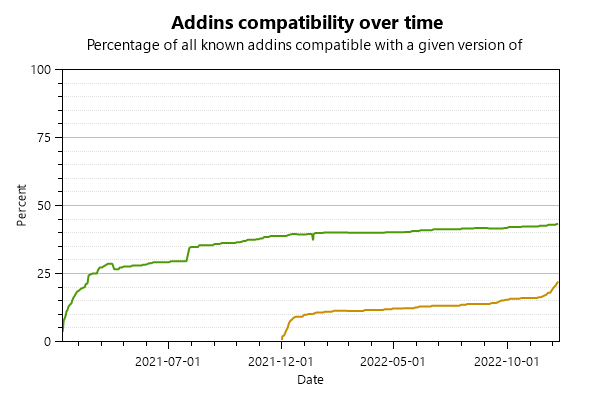 Addins compatibility over time
Percentage of all known addins compatible with a given version of
100
75
50
25
0
Percent
2021-07-01 2021-12-01 2022-05-01 2022-10-01
Date